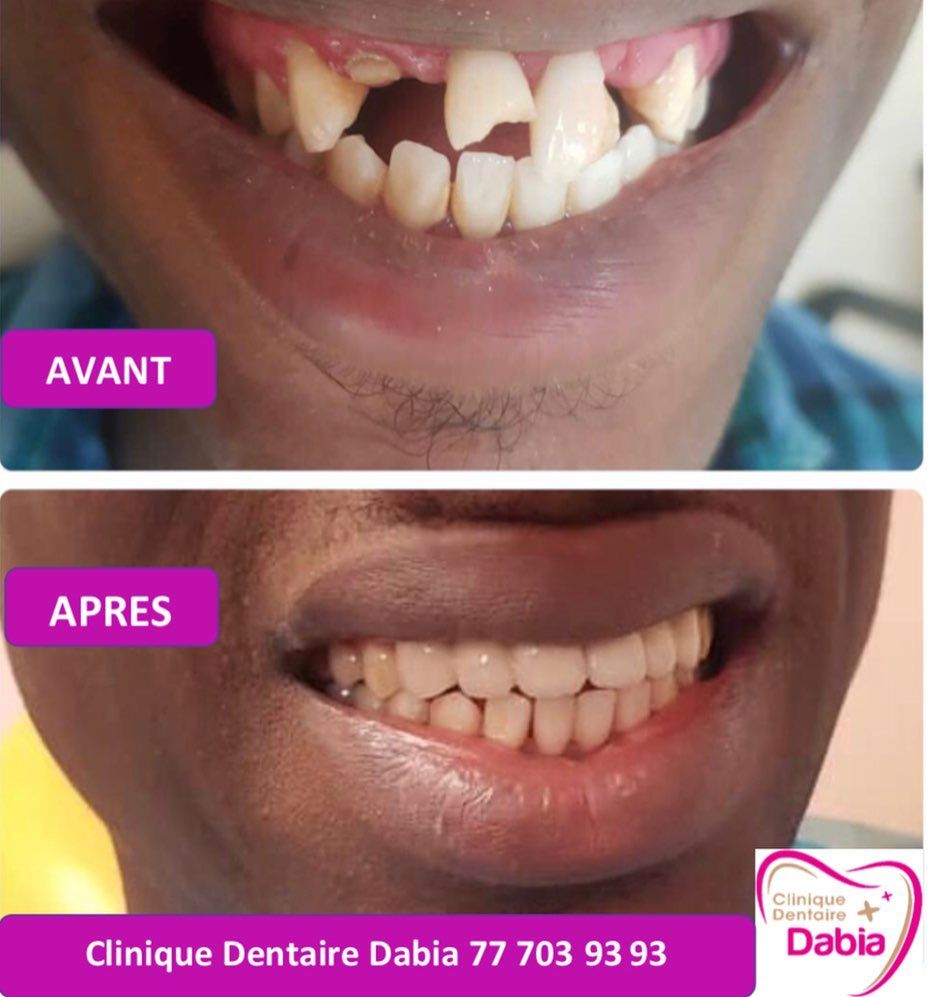 AVANT
APRES
Clinique Dentaire Dabia 77 703 93 93
Clinique
Dentaire
Dabia